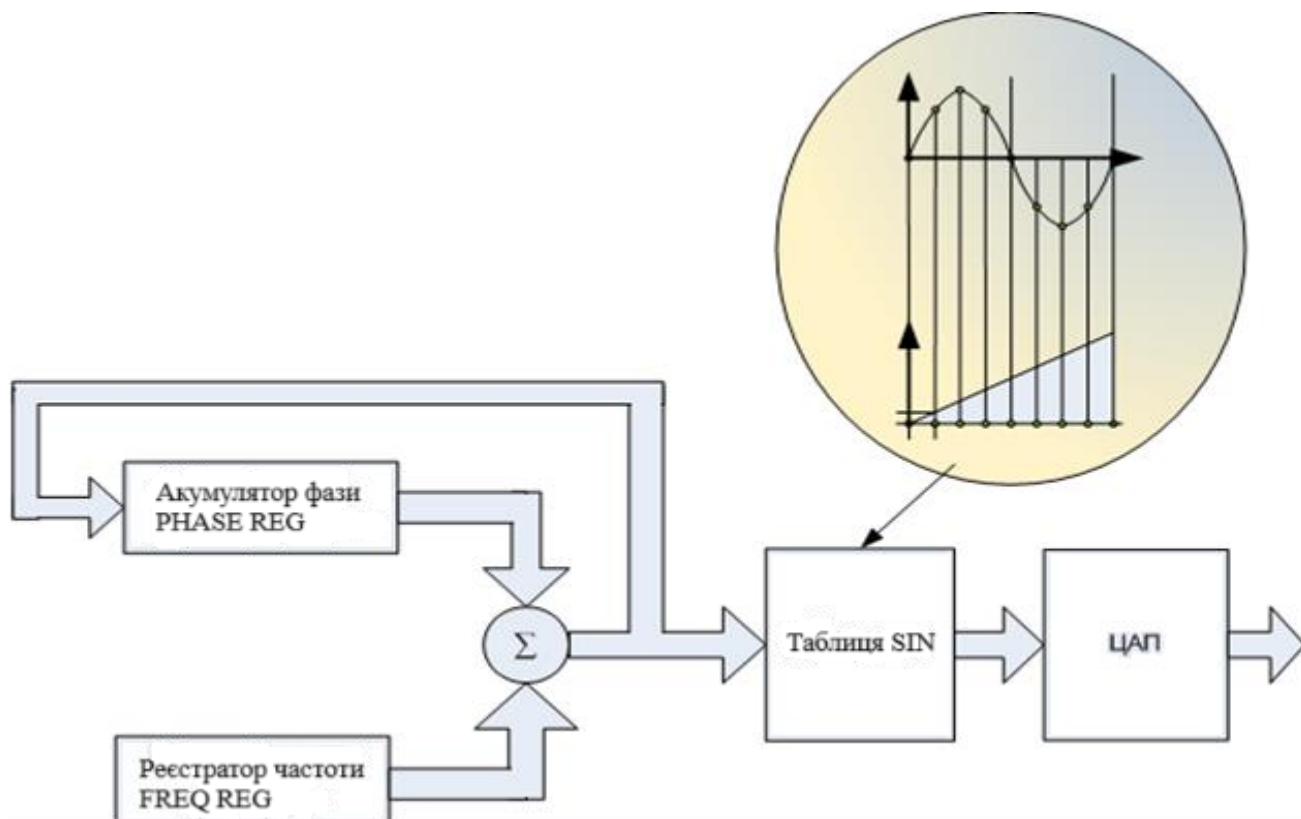 Акумулятор фази
PHASE REG
Σ
Таблиця SIN
ЦАП
Реєстратор частоти
FREQ REG